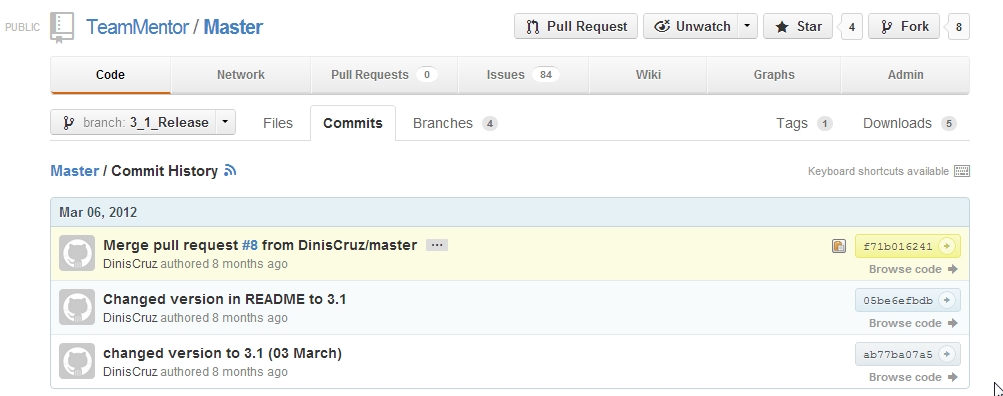 PUBLIC TeamMentor / Master Pull Request Unwatch Star 4 Fork 8
Code Network Pull Requests 0 Issues 84 Wiki Graphs Admin
branch: 3_1_Release Files Commits Branches 4 Tags 1 Downloads 5
Master / Commit History Keyboard shortcuts available
Mar 06, 2012
Merge pull request #8 from DinisCruz/master ... f71b016241
DinisCruz authored 8 months ago Browse code
Changed version in README to 3.1 05be6efbdb
DinisCruz authored 8 months ago Browse code
changed version to 3.1 (03 March) ab77ba07a5
DinisCruz authored 8 months ago Browse code